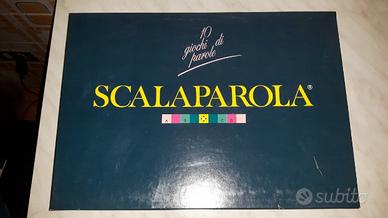 10
giochi di
parole
SCALAPAROLA®
A B C D
subito